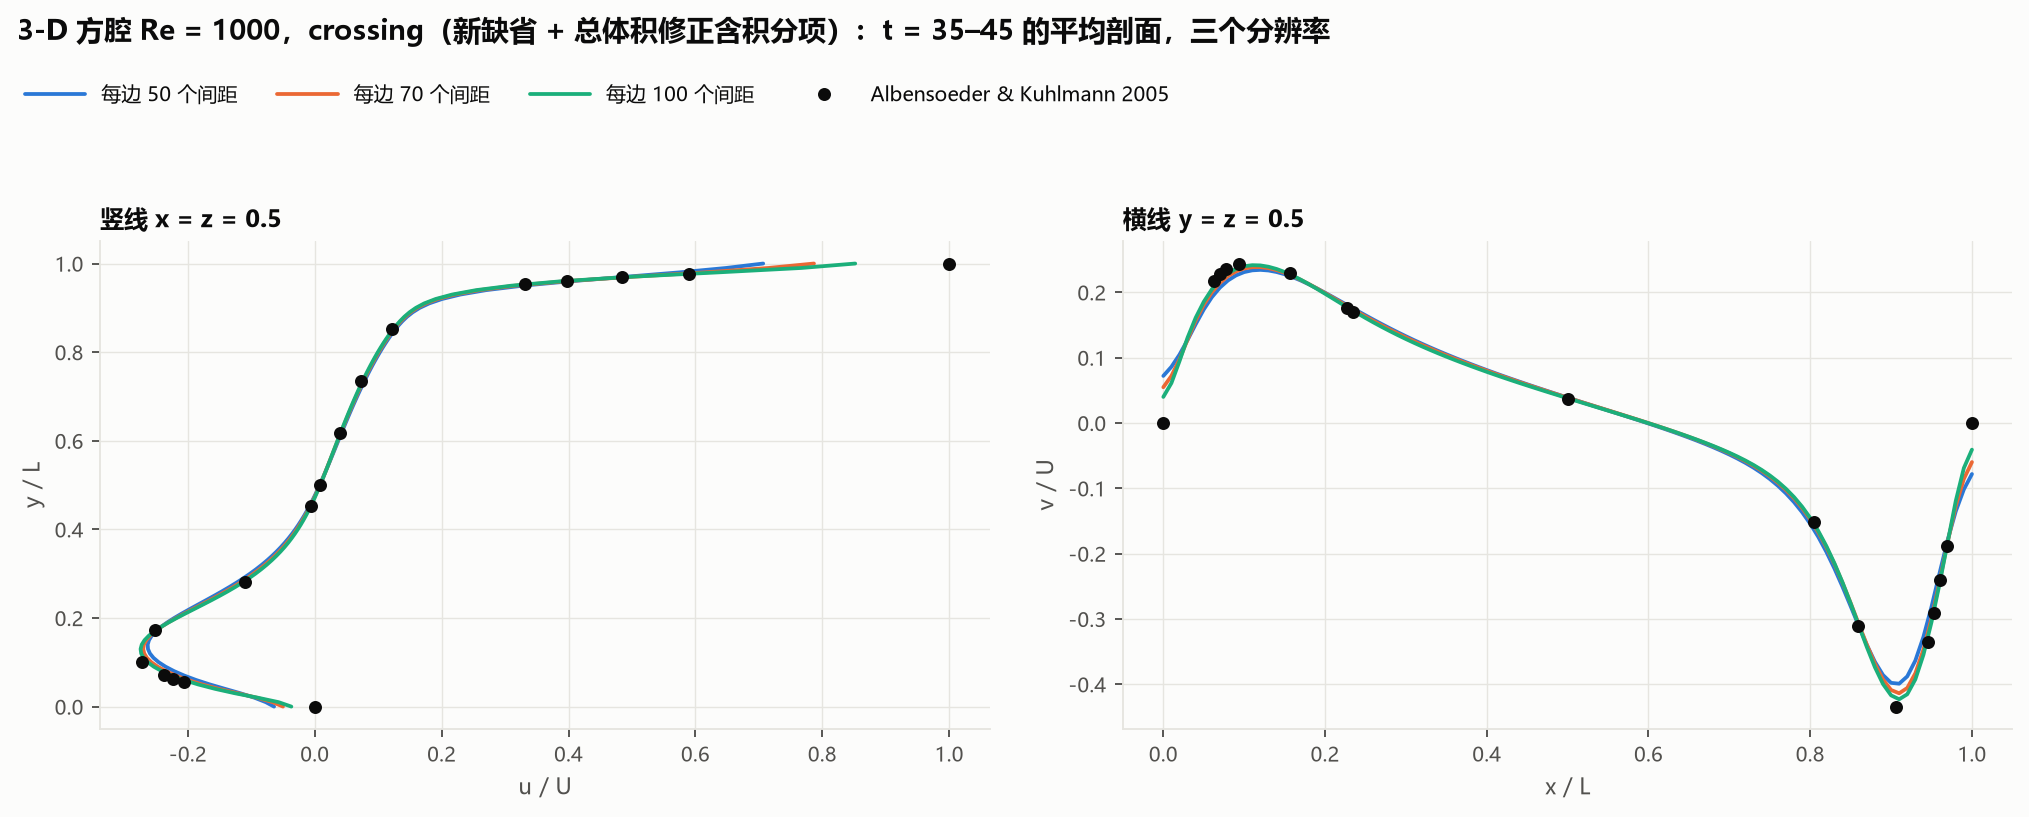 3-D 方腔 Re = 1000，crossing（新缺省 + 总体积修正含积分项）：t = 35–45 的平均剖面，三个分辨率
每边 50 个间距
每边 70 个间距
每边 100 个间距
Albensoeder & Kuhlmann 2005
竖线 x = z = 0.5
1.0
0.8
0.6
0.4
0.2
0.0
y / L
-0.2
0.0
0.2
0.4
0.6
0.8
1.0
u / U
横线 y = z = 0.5
0.2
0.1
0.0
-0.1
-0.2
-0.3
-0.4
v / U
0.0
0.2
0.4
0.6
0.8
1.0
x / L